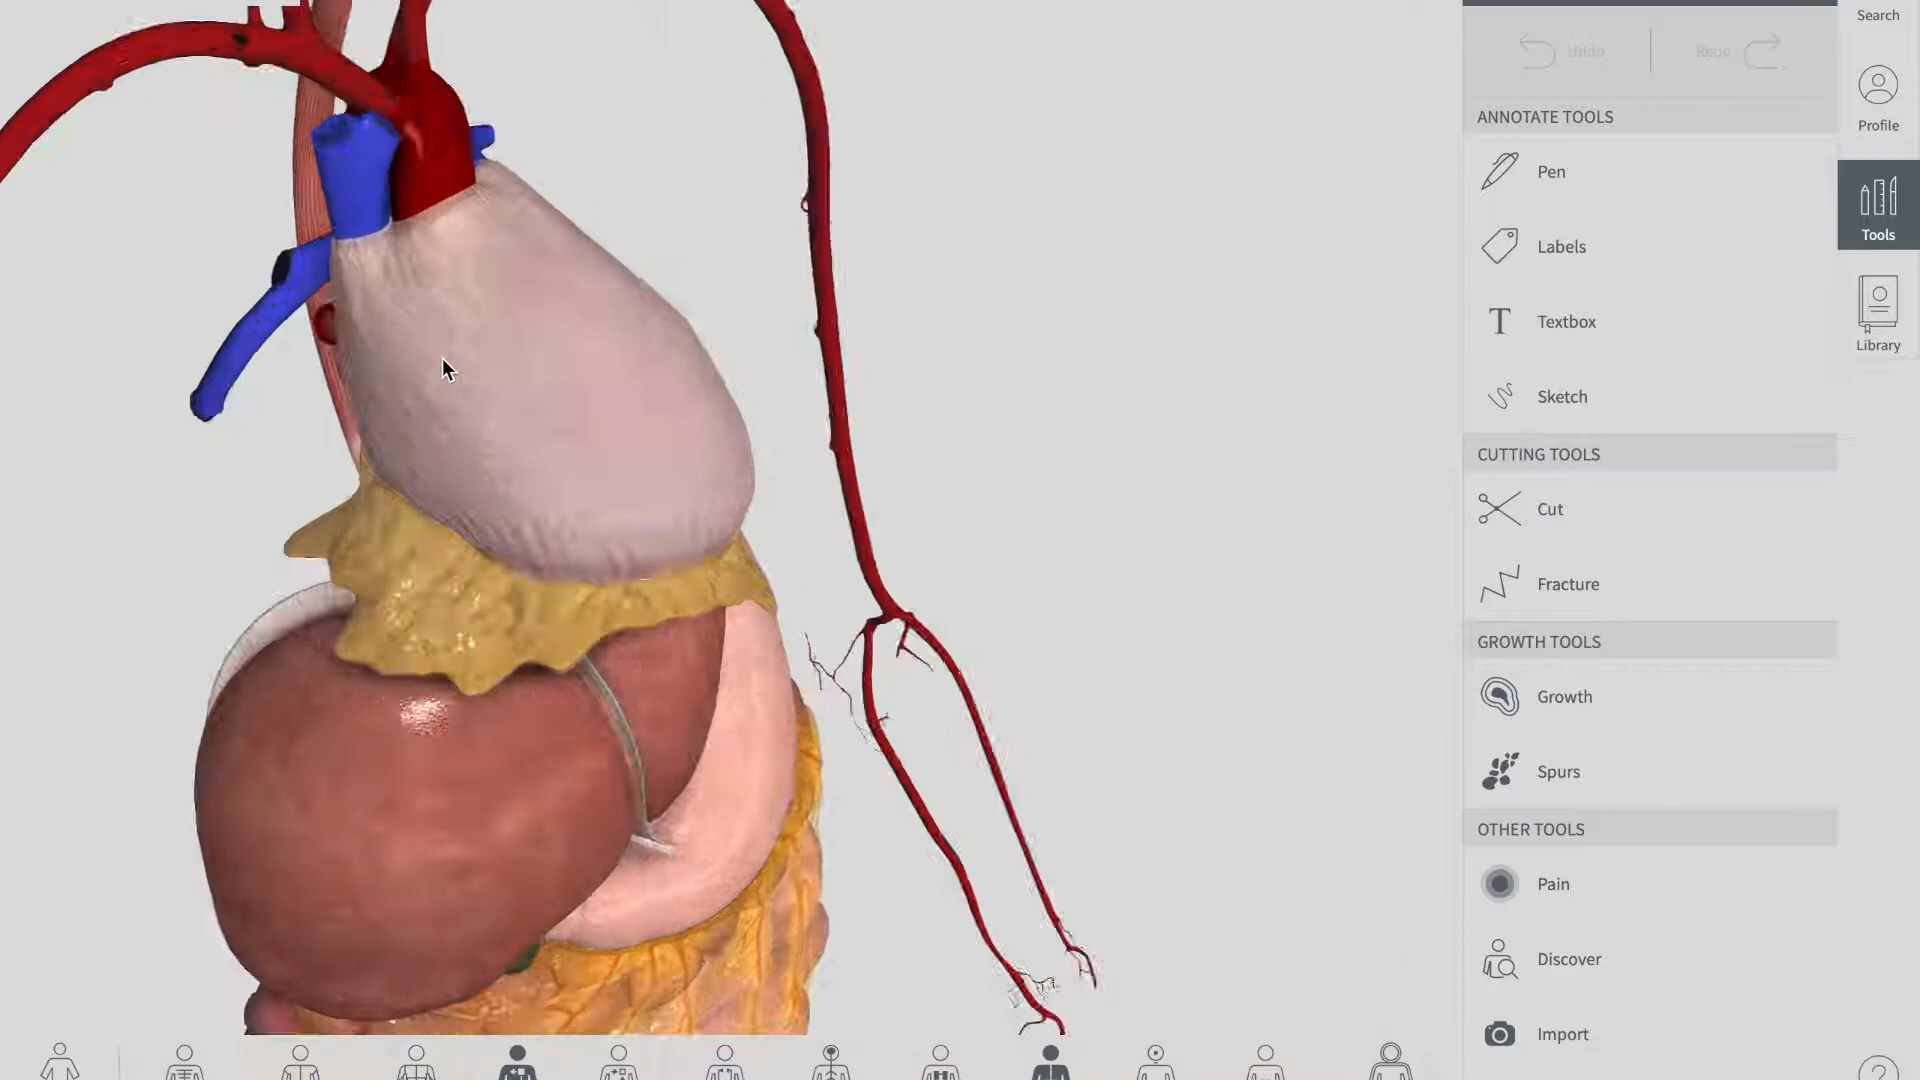 Search
Undo
Redo
Profile
ANNOTATE TOOLS
Pen
Tools
Labels
Textbox
Library
Sketch
CUTTING TOOLS
Cut
Fracture
GROWTH TOOLS
Growth
Spurs
OTHER TOOLS
Pain
Discover
Import
?